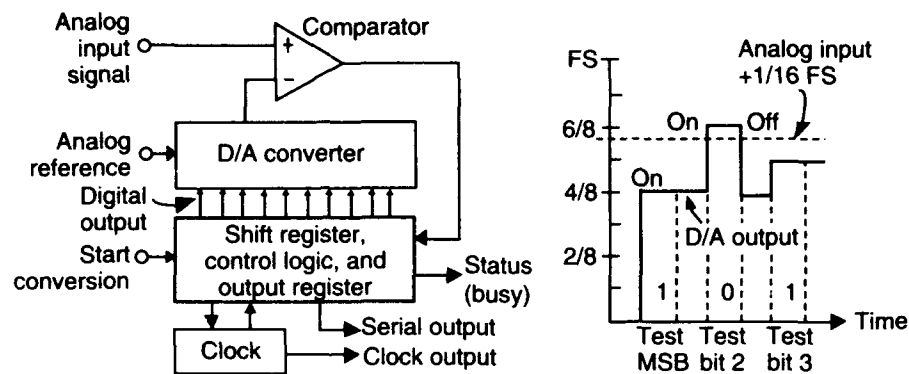 Analog
input
signal
+
−
Comparator
Analog
reference
D/A converter
Digital
output
Start
conversion
Shift register,
control logic, and
output register
Status
(busy)
Serial output
Clock
Clock output
FS
6/8
4/8
2/8
Analog input
+1/16 FS
On
Off
On
D/A output
1
0
1
Time
Test
MSB
Test
bit 2
Test
bit 3